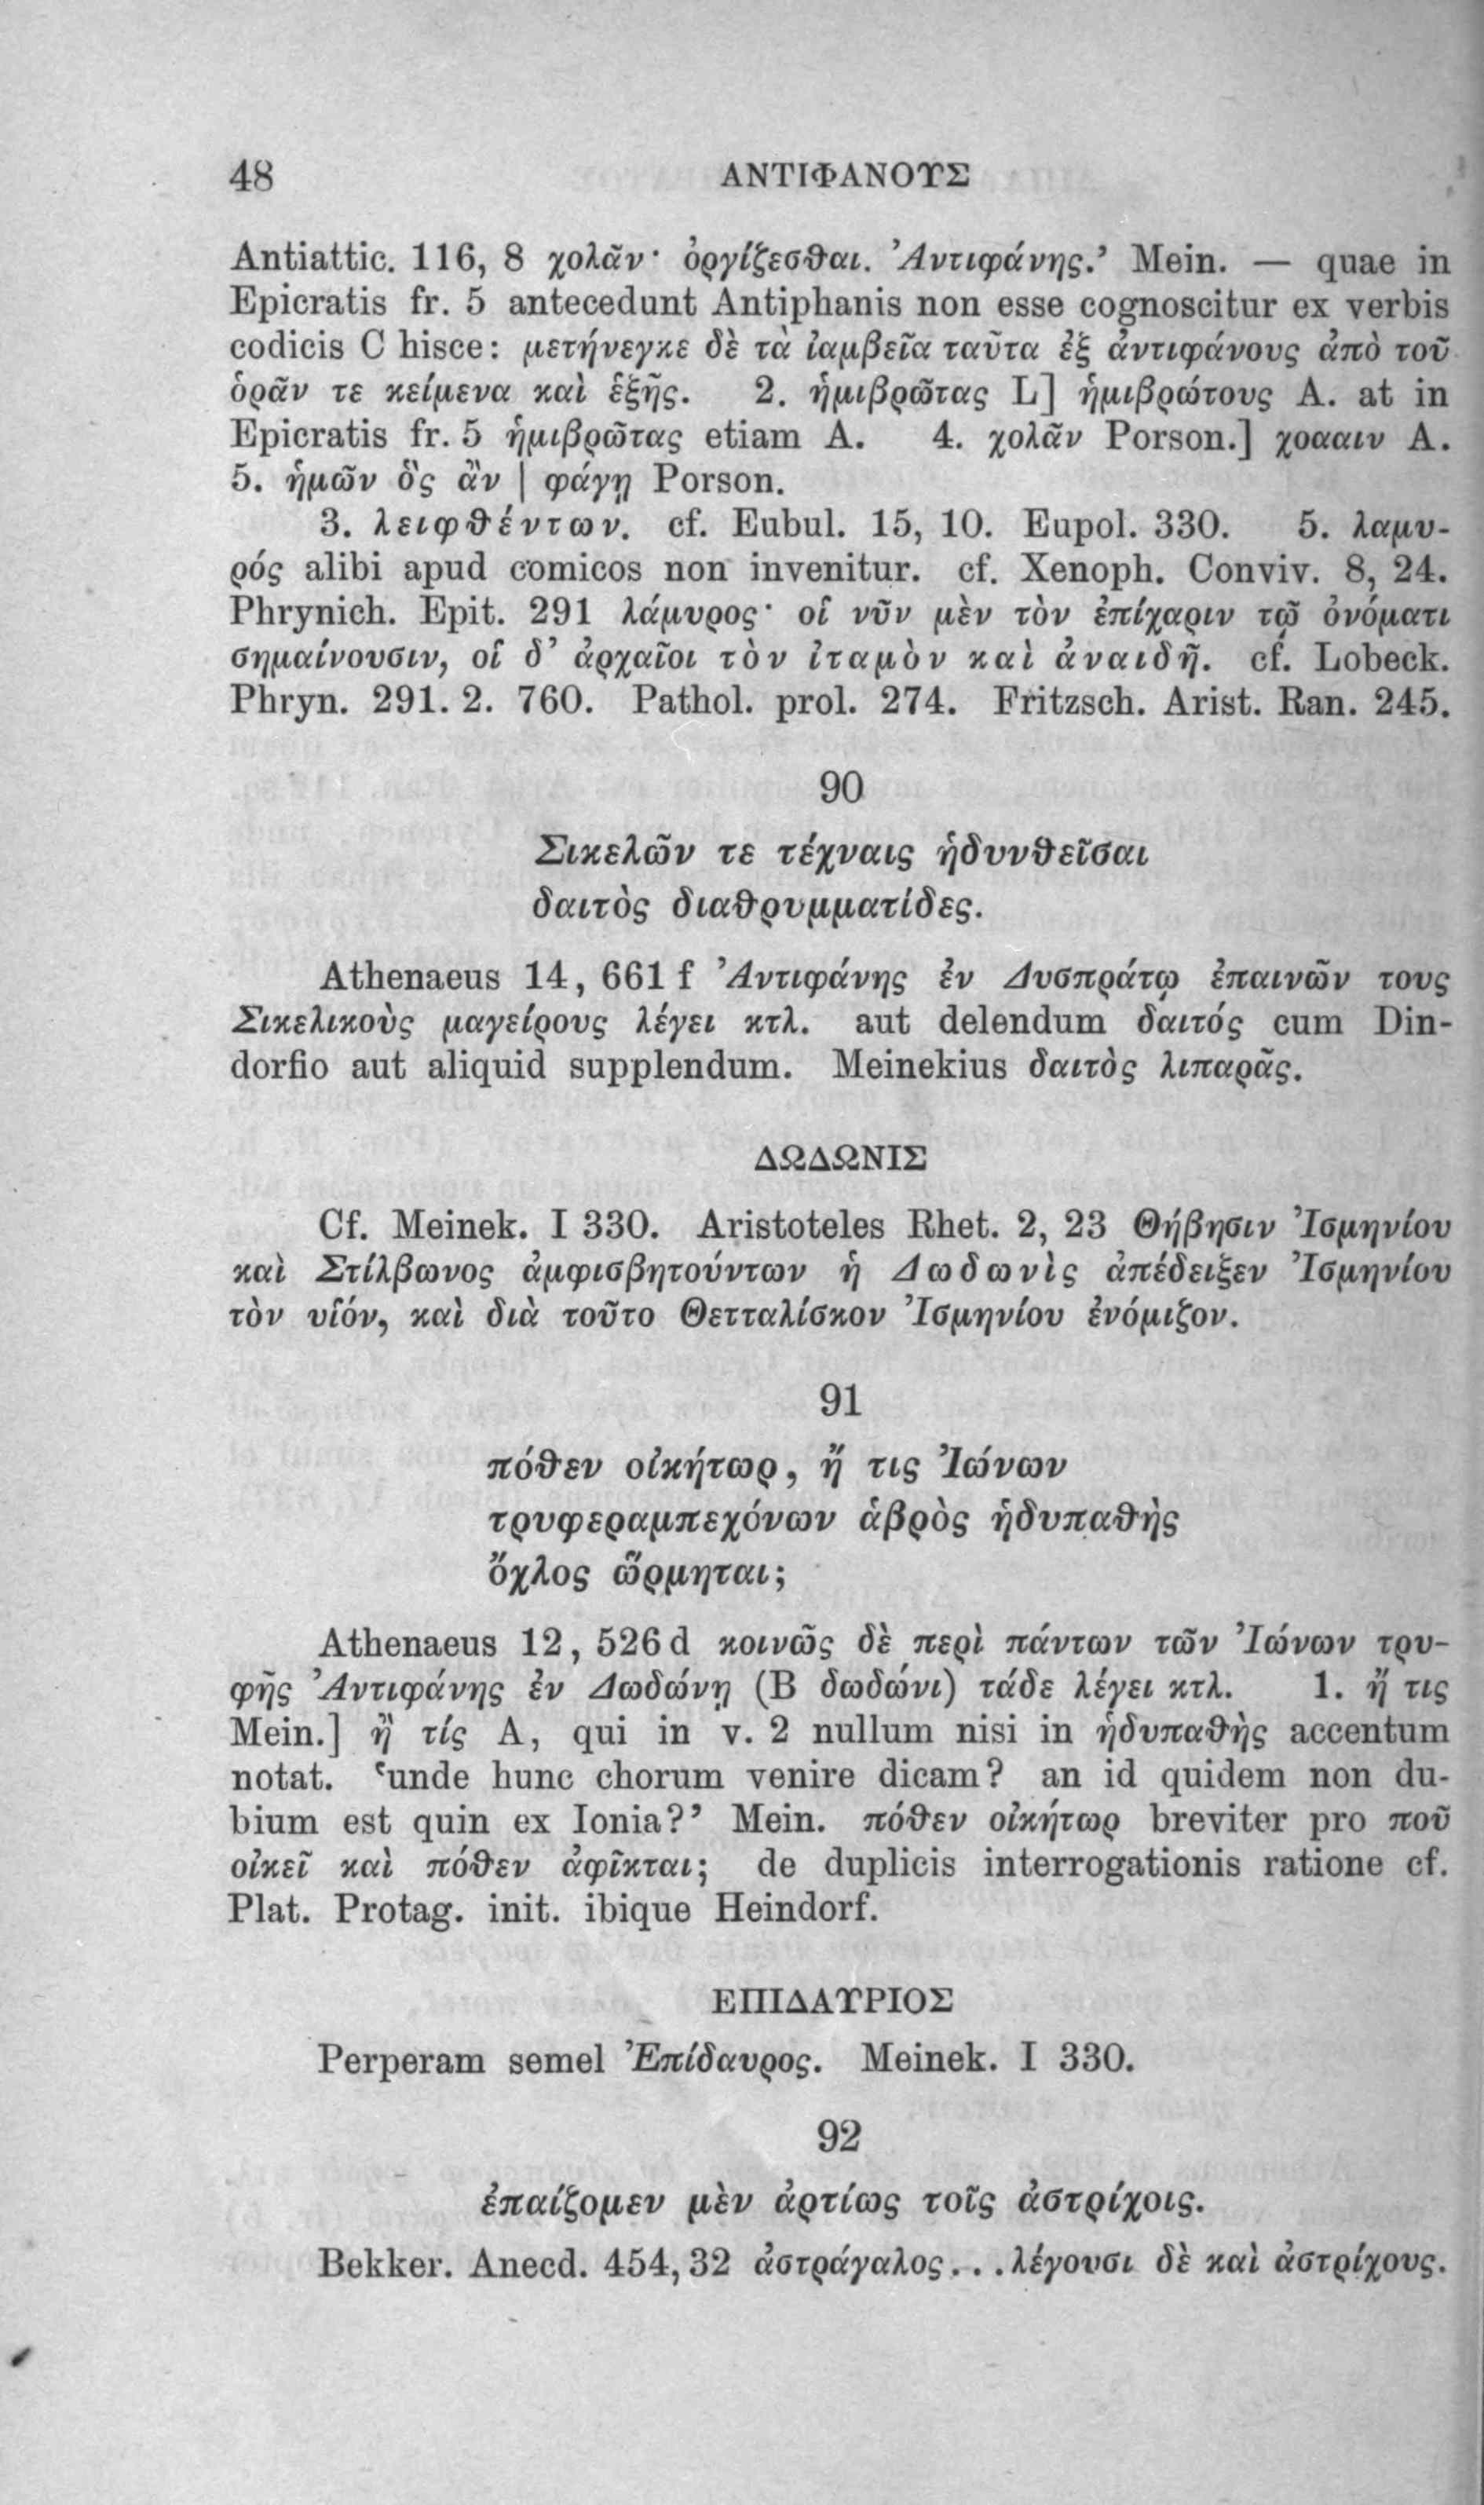 48
ΑΝΤΙΦΑΝΟΥΣ
Antiattic. 116, 8 χολᾶν· ὀργίζεσθαι. Ἀντιφάνης.’ Mein. — quae in
Epicratis fr. 5 antecedunt Antiphanis non esse cognoscitur ex verbis
codicis C hisce: μετήνεγκε δὲ τὰ ἰαμβεῖα ταῦτα ἐξ ἀντιφάνους ἀπὸ τοῦ
ὁρᾶν τε κείμενα καὶ ἑξῆς. 2. ἡμιβρῶτας L] ἡμιβρώτους A. at in
Epicratis fr. 5 ἡμιβρῶτας etiam A. 4. χολᾶν Porson.] χοααιν A.
5. ἡμῶν ὃς ἂν | φάγῃ Porson.
3. λειφθέντων. cf. Eubul. 15, 10. Eupol. 330. 5. λαμυ-
ρός alibi apud comicos non invenitur. cf. Xenoph. Conviv. 8, 24.
Phrynich. Epit. 291 λάμυρος· οἱ νῦν μὲν τὸν ἐπίχαριν τῷ ὀνόματι
σημαίνουσιν, οἱ δ’ ἀρχαῖοι τὸν ἰταμὸν καὶ ἀναιδῆ. cf. Lobeck.
Phryn. 291. 2. 760. Pathol. prol. 274. Fritzsch. Arist. Ran. 245.
90
Σικελῶν τε τέχναις ἡδυνθεῖσαι
δαιτὸς διαθρυμματίδες.
Athenaeus 14, 661 f Ἀντιφάνης ἐν Δυσπράτῳ ἐπαινῶν τους
Σικελικοὺς μαγείρους λέγει κτλ. aut delendum δαιτός cum Din-
dorfio aut aliquid supplendum. Meinekius δαιτὸς λιπαρᾶς.
ΔΩΔΩΝΙΣ
Cf. Meinek. I 330. Aristoteles Rhet. 2, 23 Θήβησιν Ἰσμηνίου
καὶ Στίλβωνος ἀμφισβητούντων ἡ Δωδωνὶς ἀπέδειξεν Ἰσμηνίου
τὸν υἱόν, καὶ διὰ τοῦτο Θετταλίσκον Ἰσμηνίου ἐνόμιζον.
91
πόθεν οἰκήτωρ, ἤ τις Ἰώνων
τρυφεραμπεχόνων ἁβρὸς ἡδυπαθὴς
ὄχλος ὥρμηται;
Athenaeus 12, 526 d κοινῶς δὲ περὶ πάντων τῶν Ἰώνων τρυ-
φῆς Ἀντιφάνης ἐν Δωδώνῃ (B δωδώνι) τάδε λέγει κτλ. 1. ἤ τις
Mein.] ἢ τίς A, qui in v. 2 nullum nisi in ἡδυπαθὴς accentum
notat. ‘unde hunc chorum venire dicam? an id quidem non du-
bium est quin ex Ionia?’ Mein. πόθεν οἰκήτωρ breviter pro ποῦ
οἰκεῖ καὶ πόθεν ἀφῖκται; de duplicis interrogationis ratione cf.
Plat. Protag. init. ibique Heindorf.
ΕΠΙΔΑΥΡΙΟΣ
Perperam semel Ἐπίδαυρος. Meinek. I 330.
92
ἐπαίζομεν μὲν ἀρτίως τοῖς ἀστρίχοις.
Bekker. Anecd. 454, 32 ἀστράγαλος... λέγουσι δὲ καὶ ἀστρίχους.